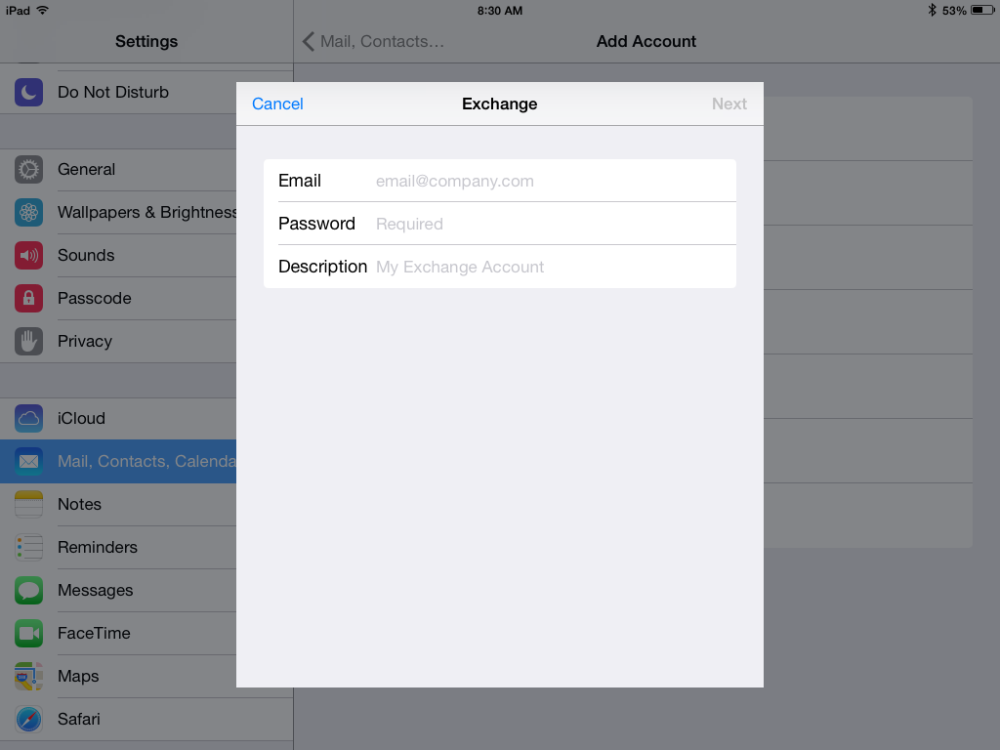 iPad
8:30 AM
53%
Settings
Mail, Contacts…
Add Account
Do Not Disturb
General
Wallpapers & Brightness
Sounds
Passcode
Privacy
iCloud
Mail, Contacts, Calenda
Notes
Reminders
Messages
FaceTime
Maps
Safari
Cancel
Exchange
Next
Email email@company.com
Password Required
Description My Exchange Account